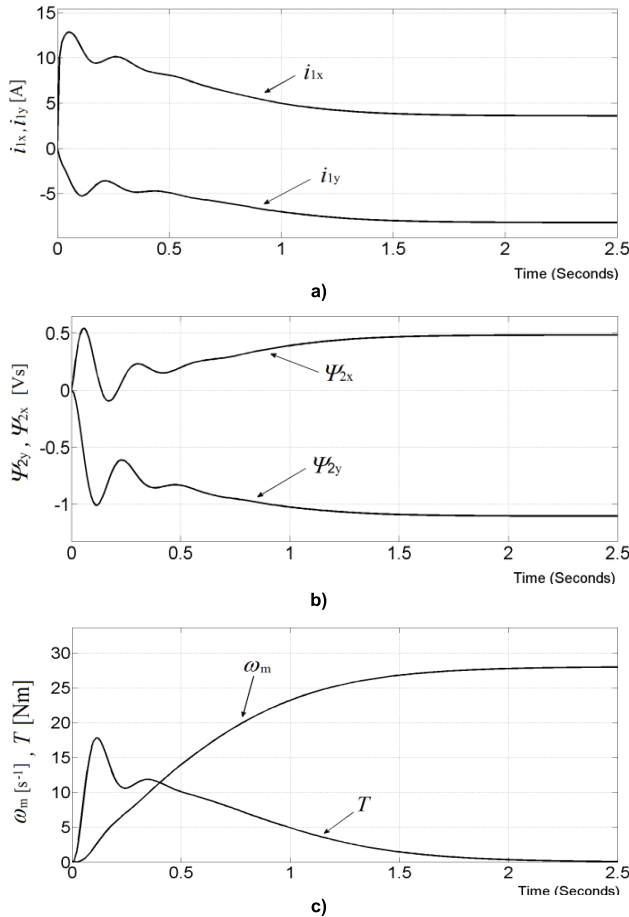 i1x, i1y [A]
15
10
5
0
-5
i1x
i1y
0 0.5 1 1.5 2 2.5
Time (Seconds)
a)
Ψ2y , Ψ2x [Vs]
0.5
0
-0.5
-1
Ψ2x
Ψ2y
0 0.5 1 1.5 2 2.5
Time (Seconds)
b)
ωm [s-1] , T [Nm]
30
25
20
15
10
5
0
ωm
T
0 0.5 1 1.5 2 2.5
Time (Seconds)
c)